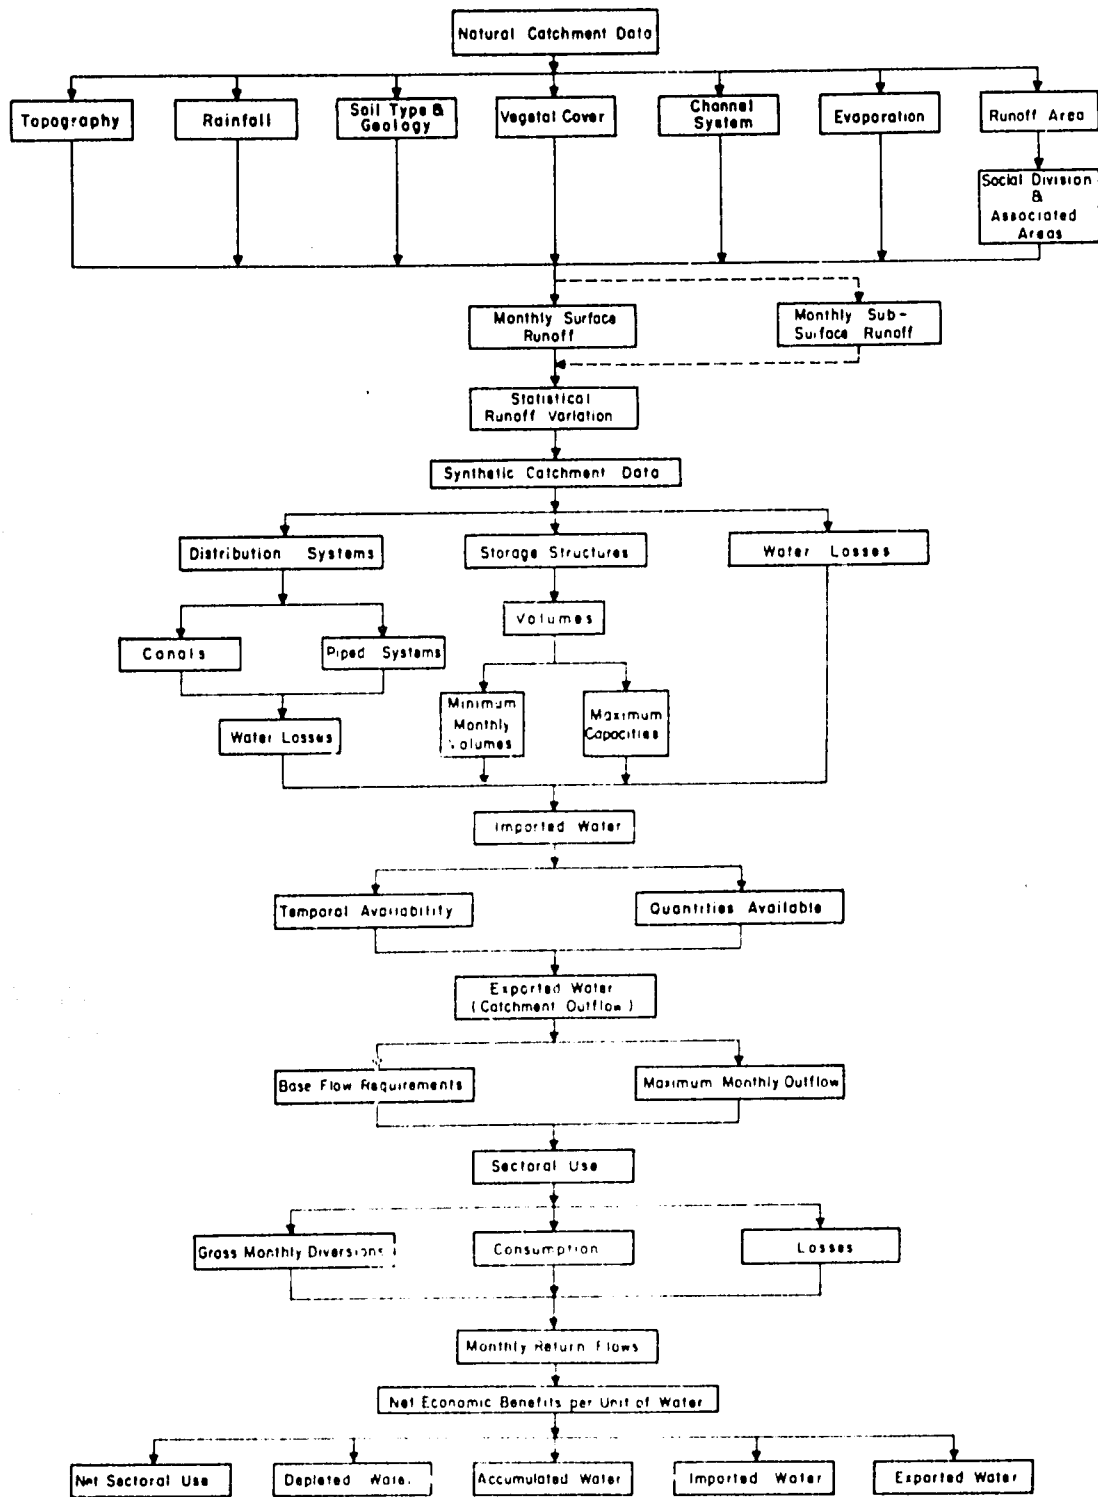 Natural Catchment Data
Topography
Rainfall
Soil Type &
Geology
Vegetal Cover
Channel
System
Evaporation
Runoff Area
Social Division
&
Associated
Areas
Monthly Surface
Runoff
Monthly Sub-
Surface Runoff
Statistical
Runoff Variation
Synthetic Catchment Data
Distribution Systems
Storage Structures
Water Losses
Volumes
Canals
Piped Systems
Minimum
Monthly
Volumes
Maximum
Capacities
Water Losses
Imported Water
Temporal Availability
Quantities Available
Exported Water
(Catchment Outflow)
Base Flow Requirements
Maximum Monthly Outflow
Sectoral Use
Gross Monthly Diversions
Consumption
Losses
Monthly Return Flows
Net Economic Benefits per Unit of Water
Net Sectoral Use
Depleted Water
Accumulated Water
Imported Water
Exported Water